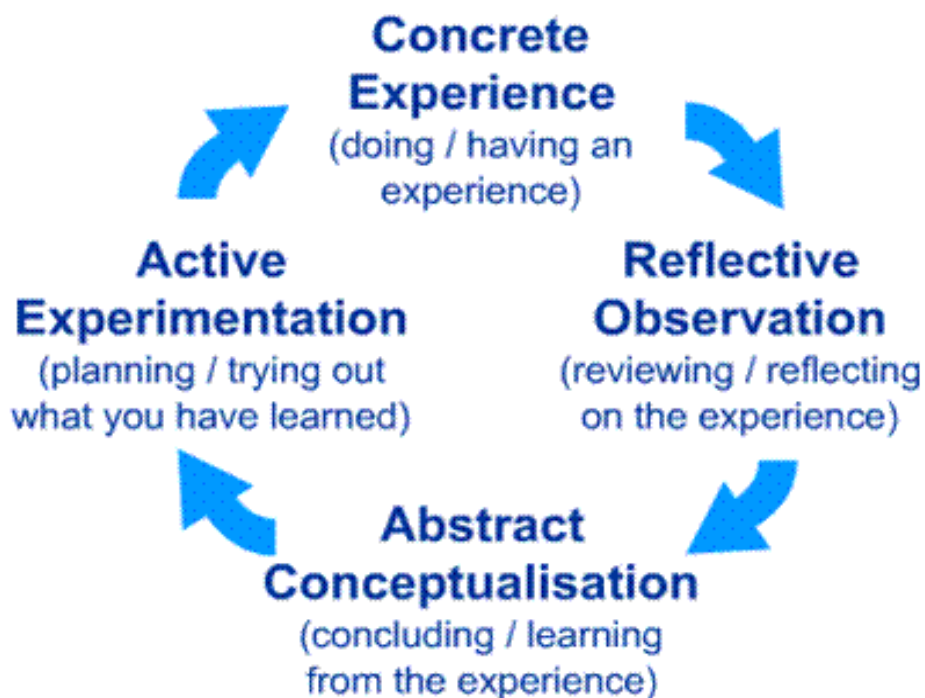 Concrete
Experience
(doing / having an
experience)
Reflective
Observation
(reviewing / reflecting
on the experience)
Abstract
Conceptualisation
(concluding / learning
from the experience)
Active
Experimentation
(planning / trying out
what you have learned)